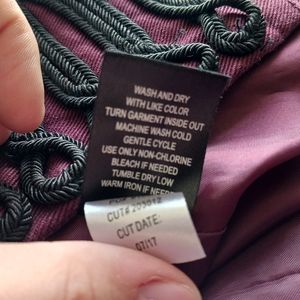 WASH AND DRY
WITH LIKE COLOR
TURN GARMENT INSIDE OUT
MACHINE WASH COLD
GENTLE CYCLE
USE ONLY NON-CHLORINE
BLEACH IF NEEDED
TUMBLE DRY LOW
WARM IRON IF NEEDED
CUT#
CUT DATE:
07/17